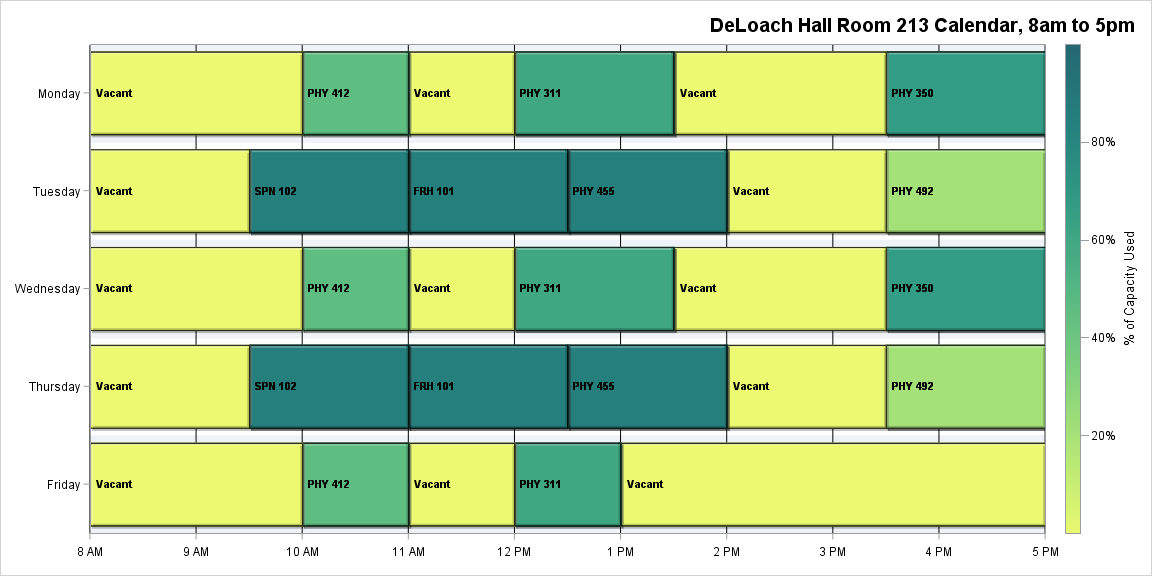 DeLoach Hall Room 213 Calendar, 8am to 5pm
Monday Vacant PHY 412 Vacant PHY 311 Vacant PHY 350
Tuesday Vacant SPN 102 FRH 101 PHY 455 Vacant PHY 492
Wednesday Vacant PHY 412 Vacant PHY 311 Vacant PHY 350
Thursday Vacant SPN 102 FRH 101 PHY 455 Vacant PHY 492
Friday Vacant PHY 412 Vacant PHY 311 Vacant
8 AM 9 AM 10 AM 11 AM 12 PM 1 PM 2 PM 3 PM 4 PM 5 PM
80%
60%
40%
20%
% of Capacity Used